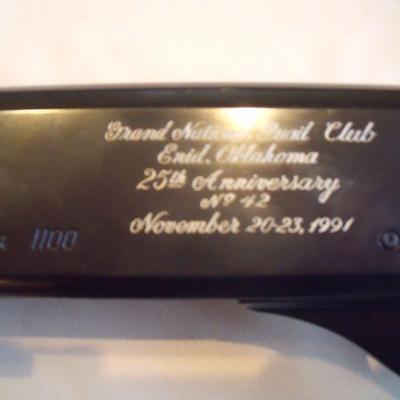 Grand National Quail Club
Enid, Oklahoma
25th Anniversary
Nº 42
November 20-23, 1991
1100